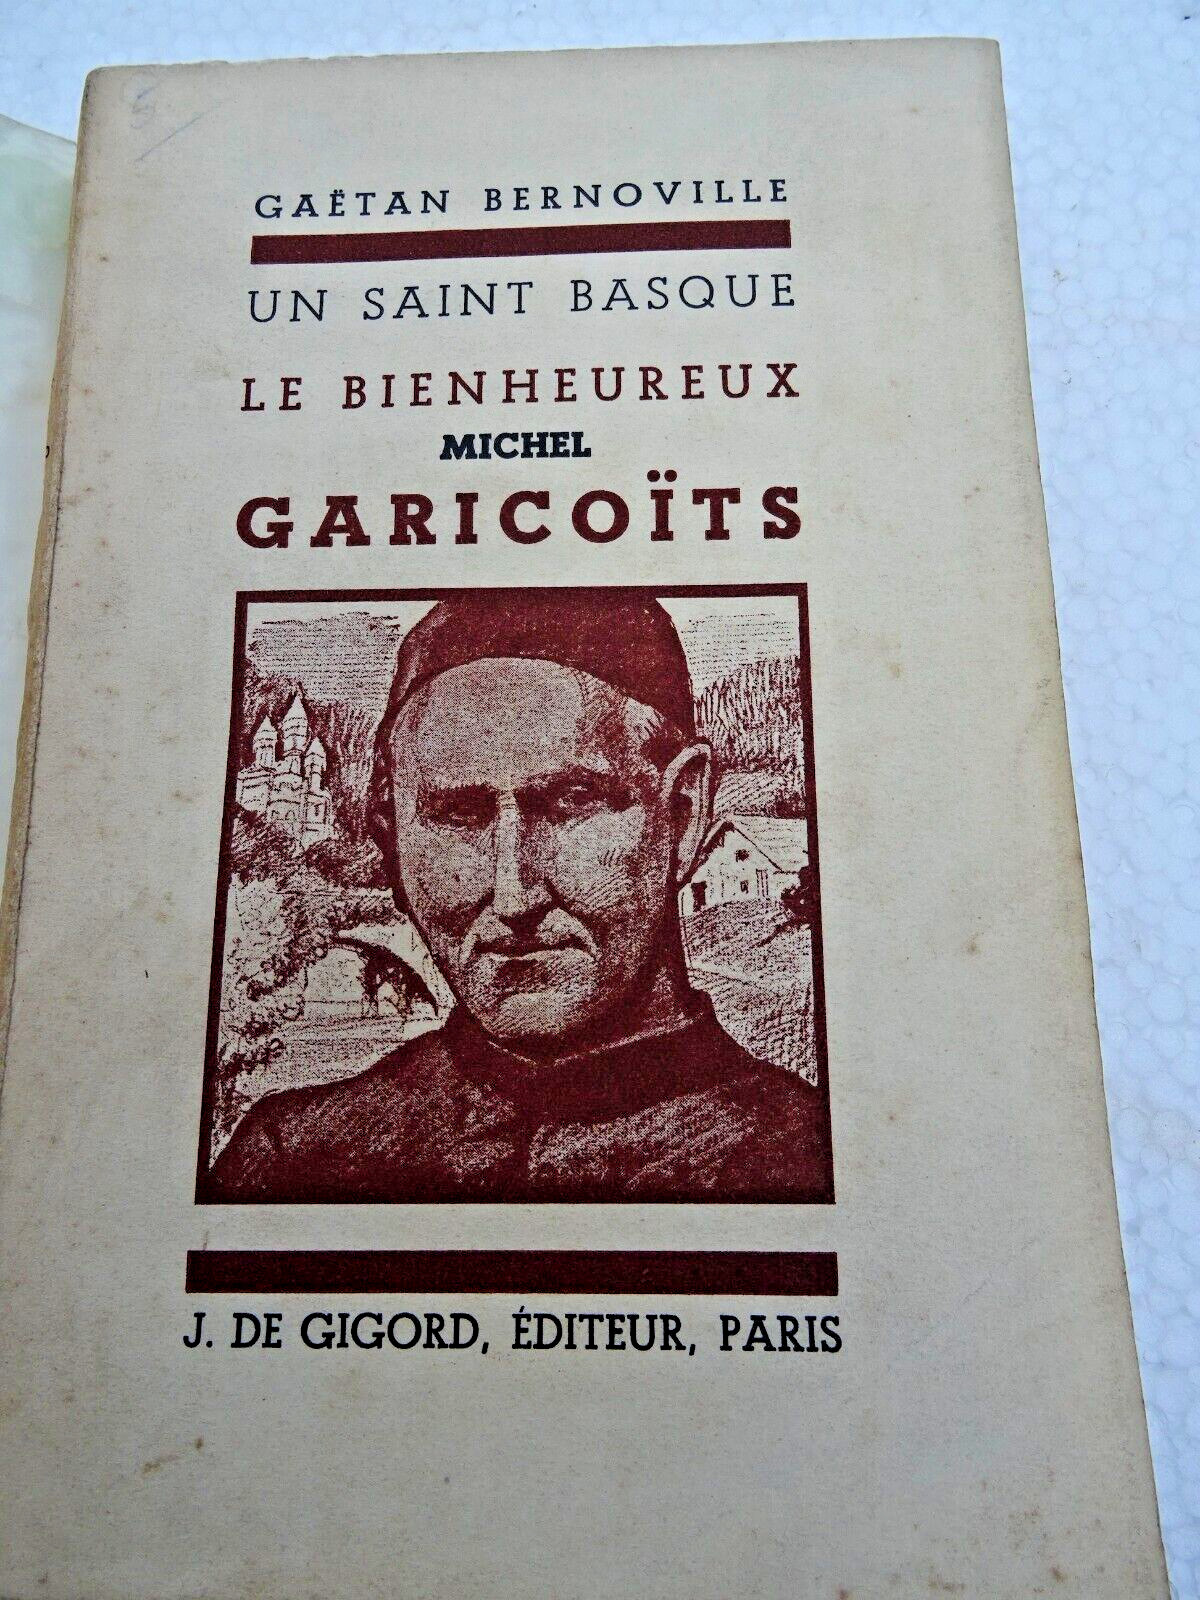 GAËTAN BERNOVILLE
UN SAINT BASQUE
LE BIENHEUREUX
MICHEL
GARICOÏTS
J. DE GIGORD, ÉDITEUR, PARIS